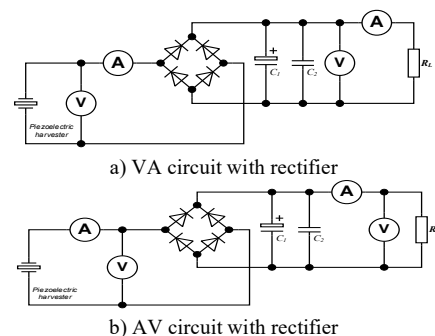 A
A
+
V
C1
C2
V
RL
Piezoelectric
harvester
a) VA circuit with rectifier
A
A
+
V
C1
C2
V
R
Piezoelectric
harvester
b) AV circuit with rectifier